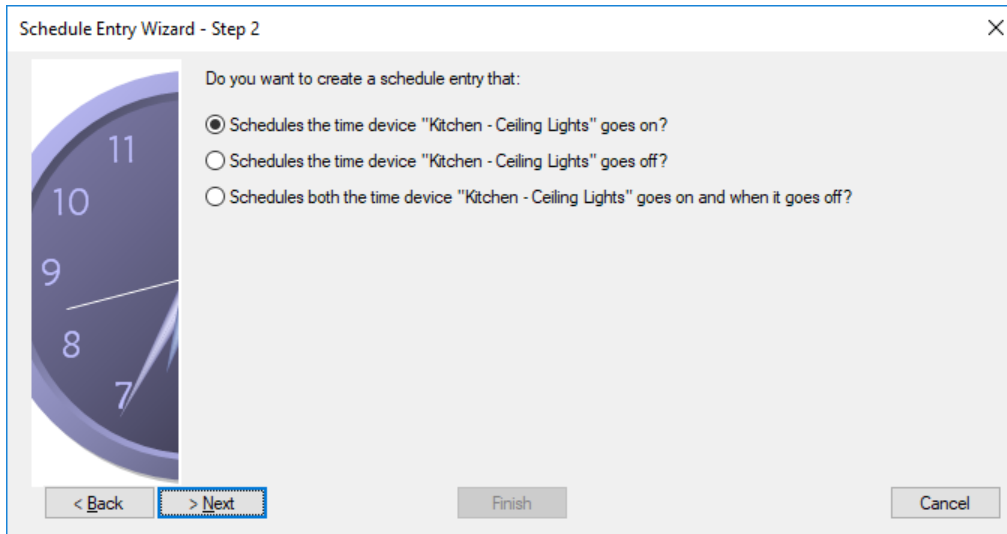 Schedule Entry Wizard - Step 2
Do you want to create a schedule entry that:
Schedules the time device "Kitchen - Ceiling Lights" goes on?
Schedules the time device "Kitchen - Ceiling Lights" goes off?
Schedules both the time device "Kitchen - Ceiling Lights" goes on and when it goes off?
11
10
9
8
7
< Back
> Next
Finish
Cancel